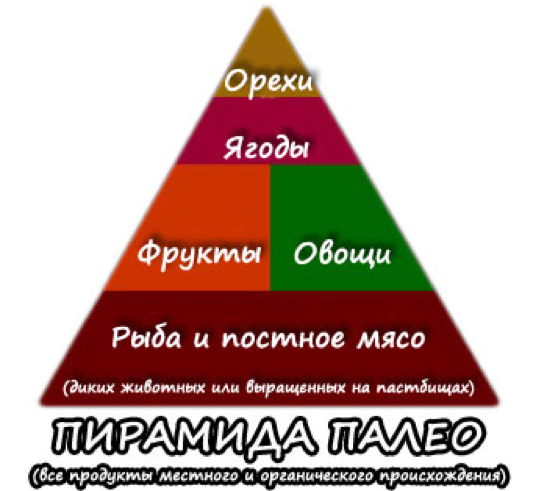 Орехи
Ягоды
Фрукты Овощи
Рыба и постное мясо
(диких животных или выращенных на пастбищах)
ПИРАМИДА ПАЛЕО
(все продукты местного и органического происхождения)